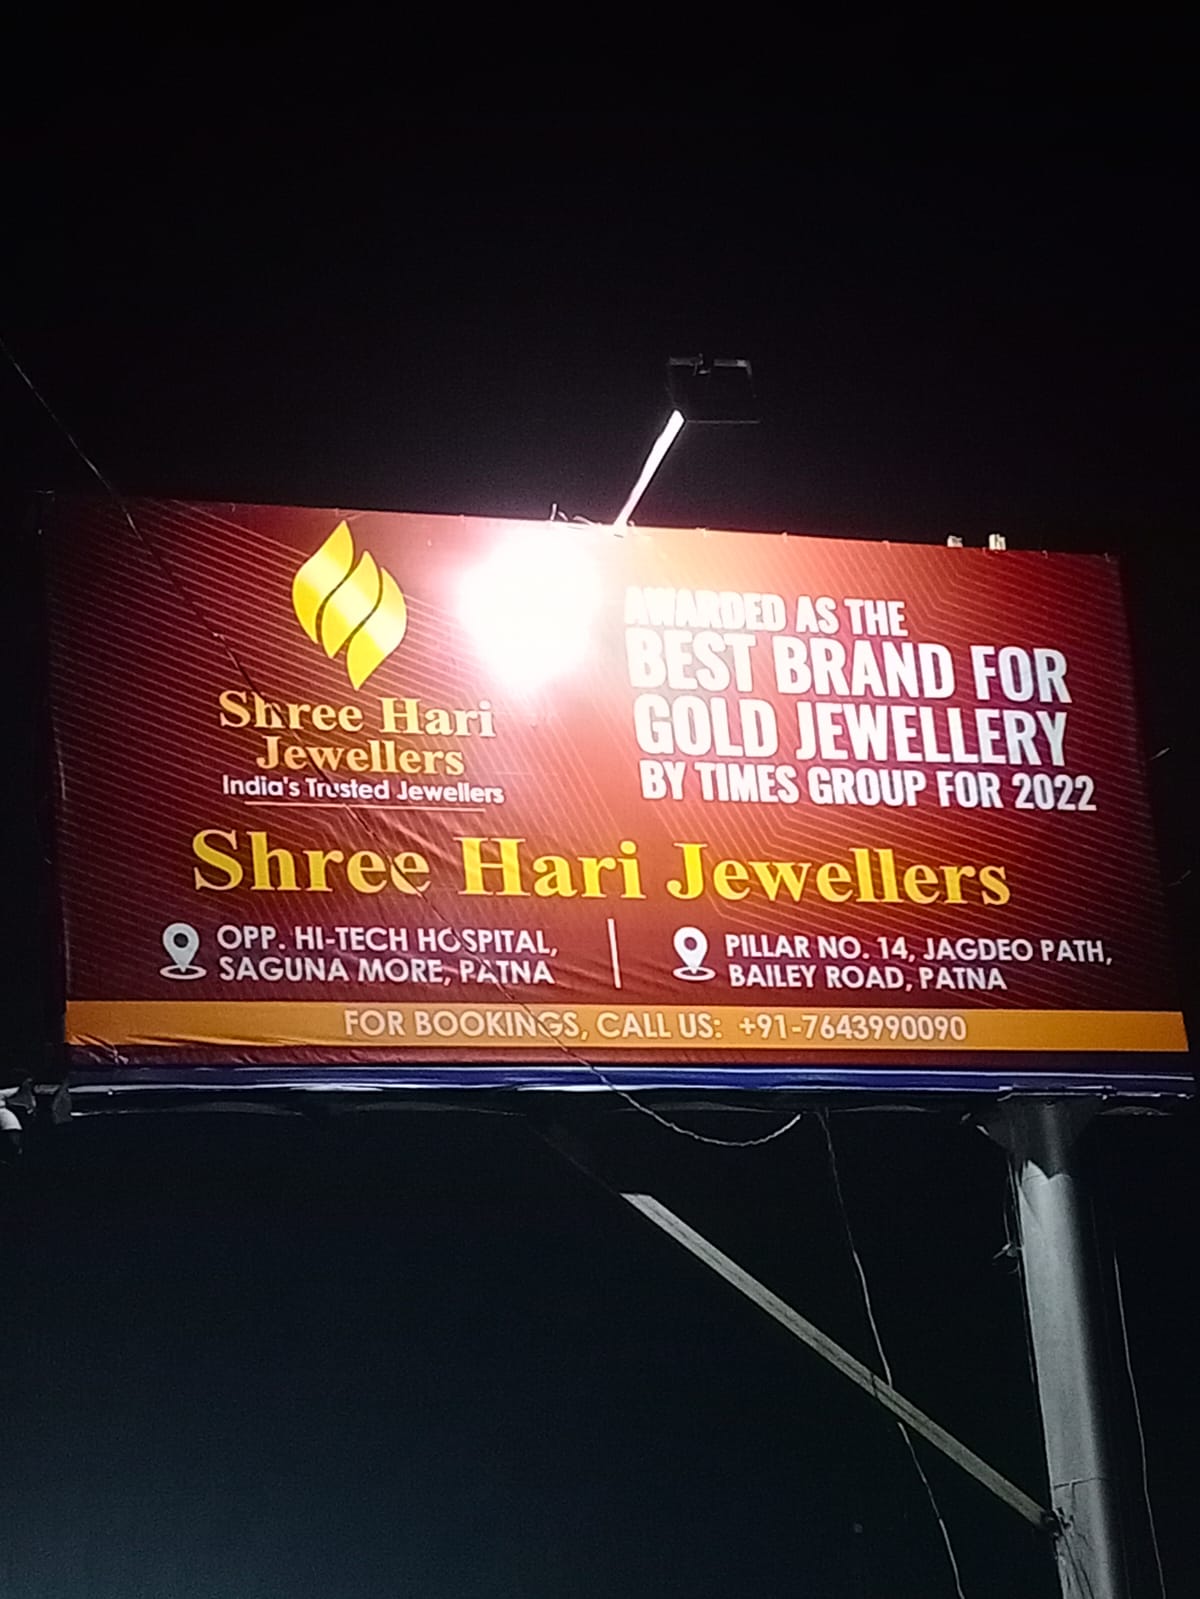 Shree Hari
Jewellers
India's Trusted Jewellers
AWARDED AS THE
BEST BRAND FOR
GOLD JEWELLERY
BY TIMES GROUP FOR 2022
Shree Hari Jewellers
OPP. HI-TECH HOSPITAL,
SAGUNA MORE, PATNA
PILLAR NO. 14, JAGDEO PATH,
BAILEY ROAD, PATNA
FOR BOOKINGS, CALL US: +91-7643990090